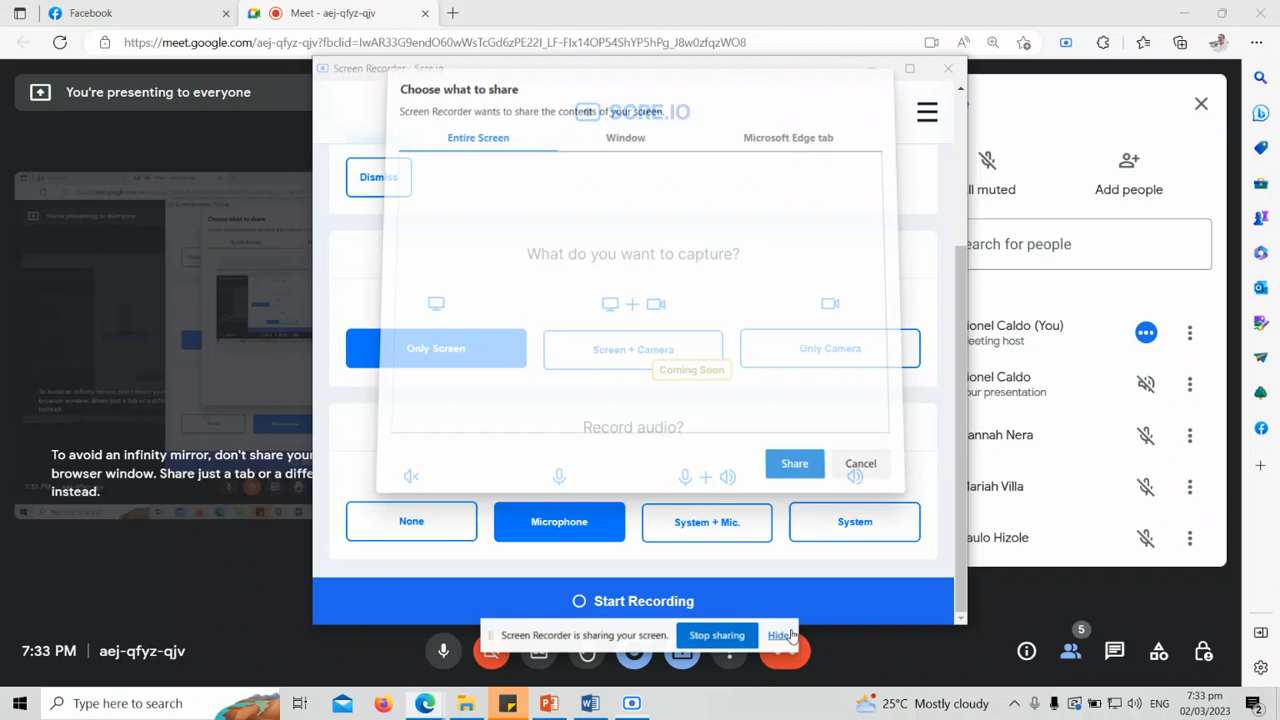 Facebook
Meet - aej-qfyz-qjv
https://meet.google.com/aej-qfyz-qjv?fbclid=IwAR33G9endO60wWsTcGd6zPE22I_LF-FIx14OP54ShYP5hPg_J8w0zfqzWO8
You're presenting to everyone
Screen Recorder - Scre.io
Choose what to share
Screen Recorder wants to share the contents of your screen.
SCRE.IO
Entire Screen
Window
Microsoft Edge tab
Dismiss
ll muted
Add people
earch for people
What do you want to capture?
Only Screen
Screen + Camera
Only Camera
Coming Soon
Record audio?
Share
Cancel
None
Microphone
System + Mic.
System
Start Recording
ionel Caldo (You)
eeting host
ionel Caldo
our presentation
annah Nera
ariah Villa
aulo Hizole
To avoid an infinity mirror, don't share your
browser window. Share just a tab or a diffe
instead.
Screen Recorder is sharing your screen.
Stop sharing
Hide
7:33 PM
aej-qfyz-qjv
5
Type here to search
25°C Mostly cloudy
ENG
7:33 pm
02/03/2023
2